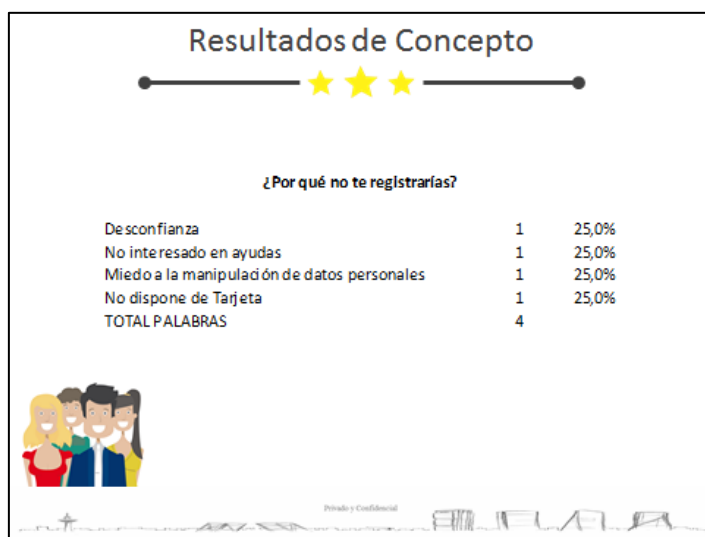 Resultados de Concepto
¿Por qué no te registrarías?
Desconfianza 1 25,0%
No interesado en ayudas 1 25,0%
Miedo a la manipulación de datos personales 1 25,0%
No dispone de Tarjeta 1 25,0%
TOTAL PALABRAS 4
Privado y Confidencial